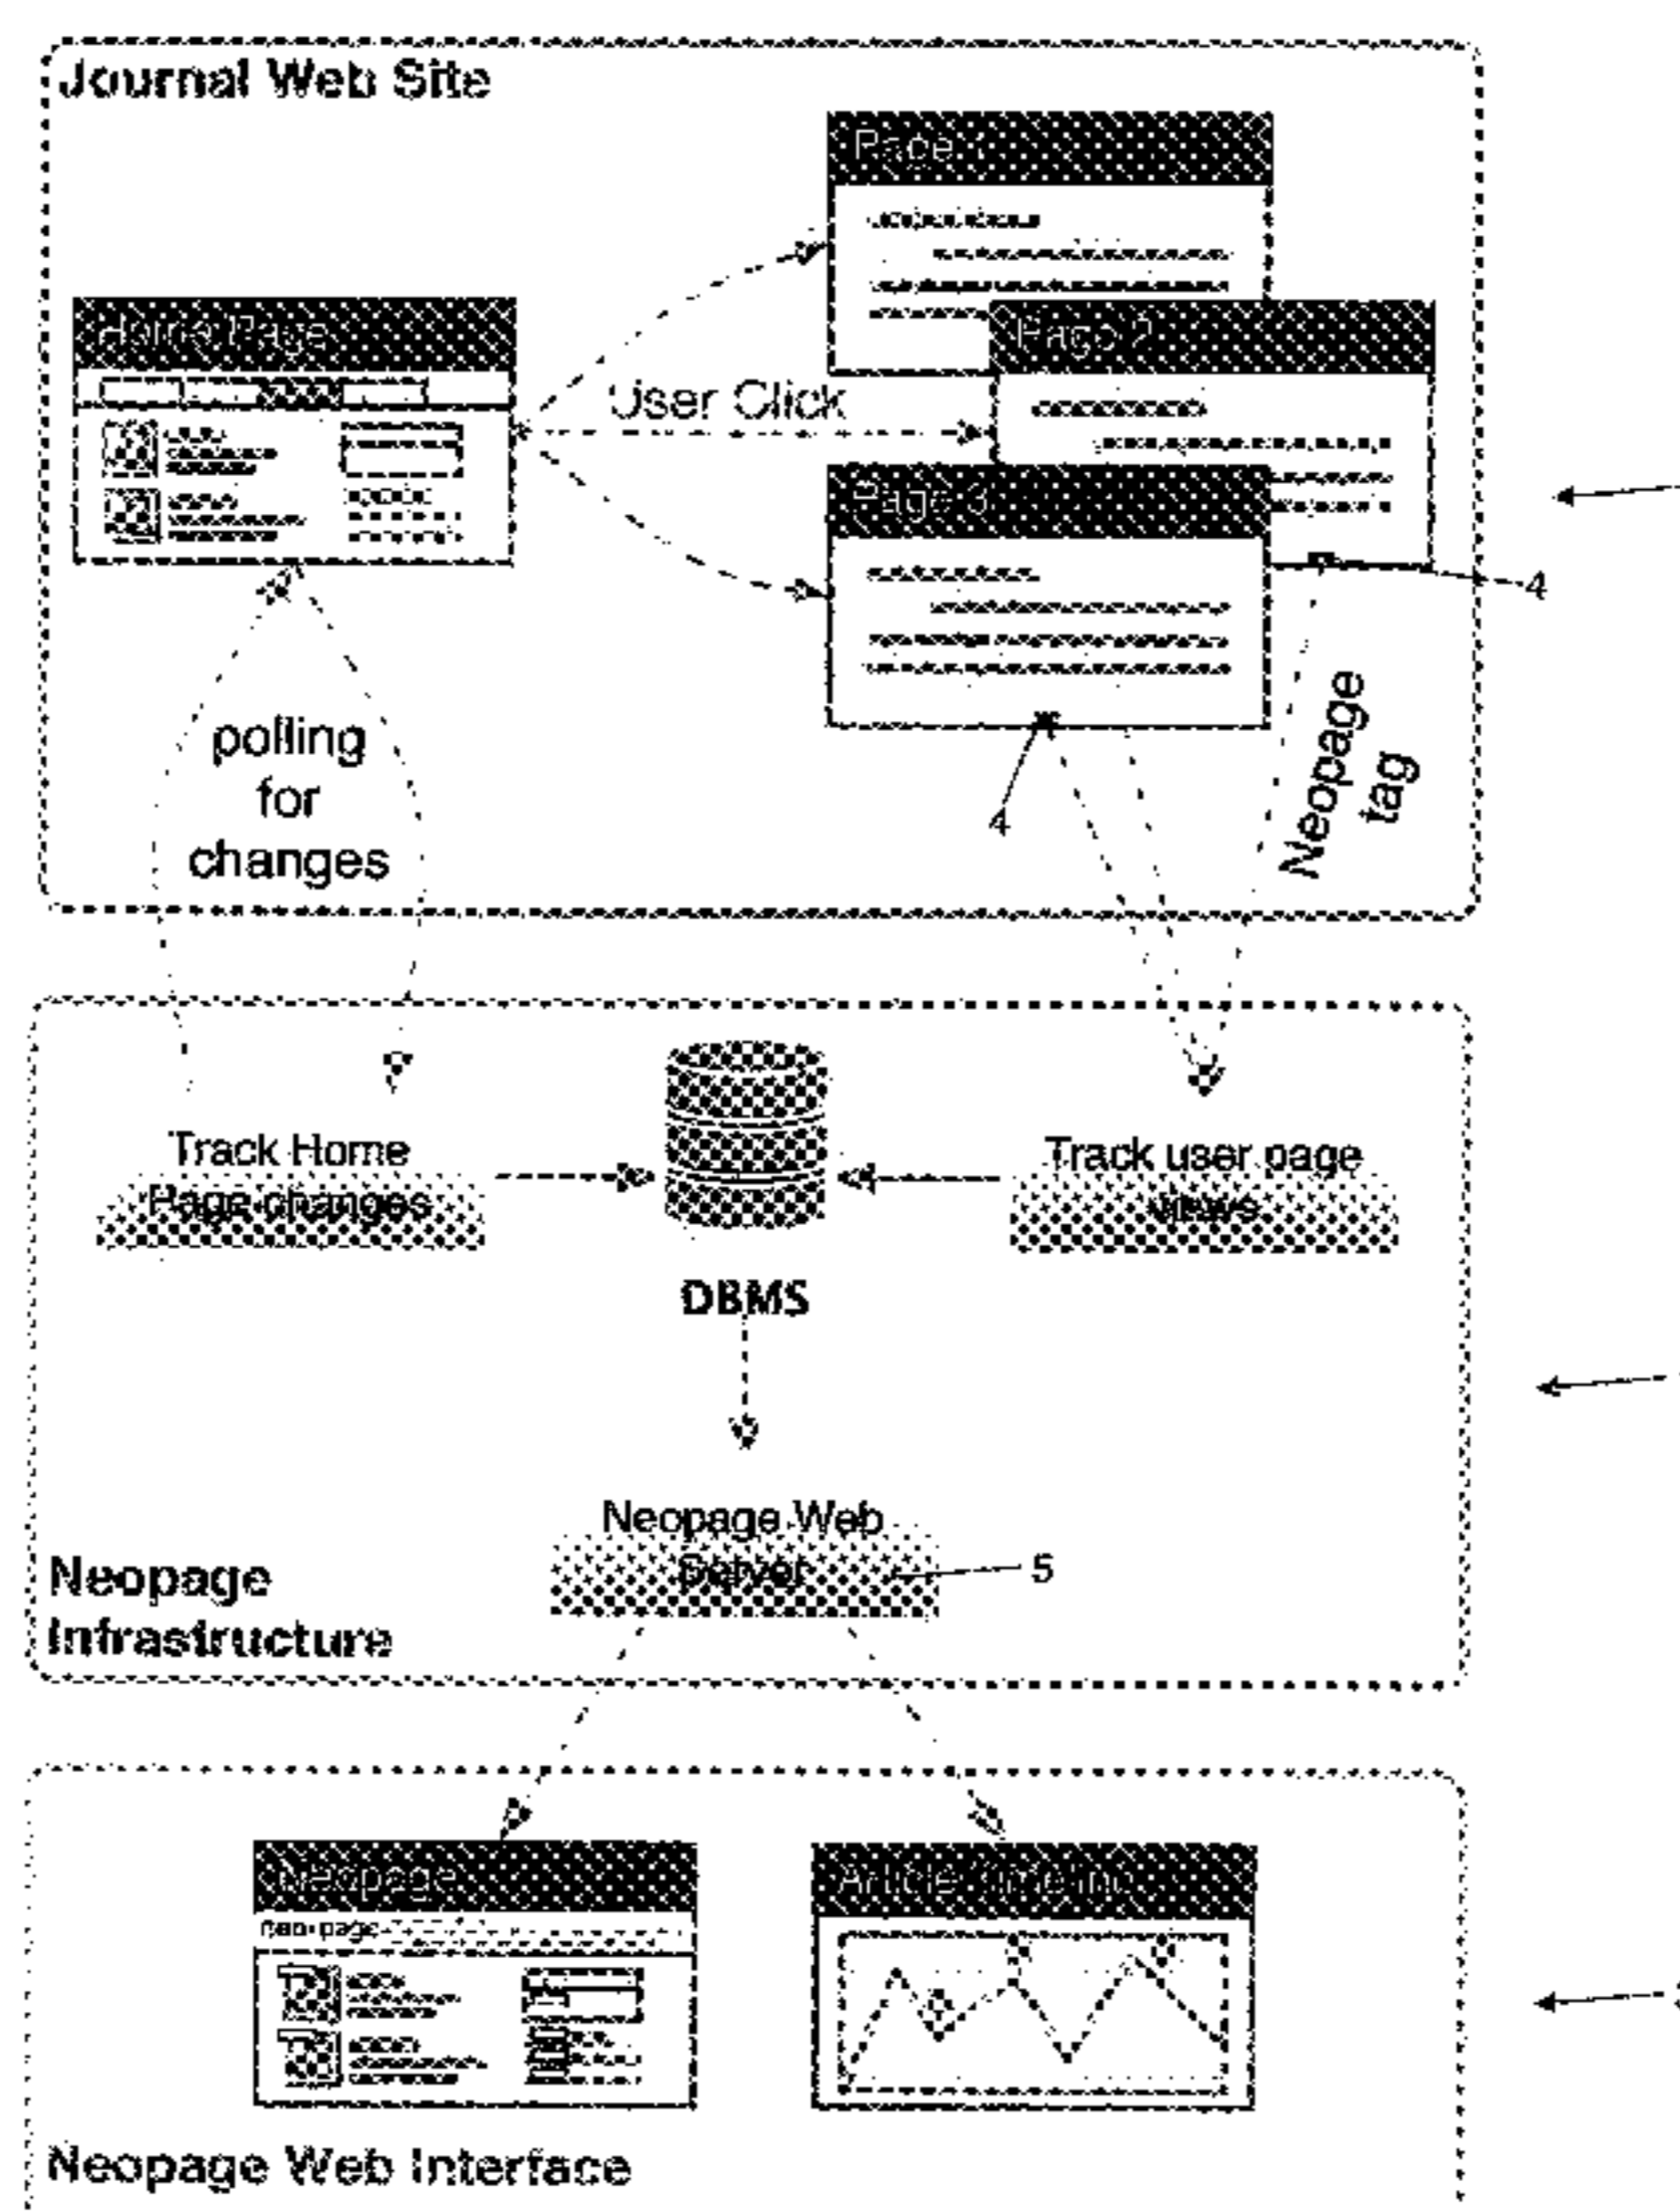 Journal Web Site
Page
Home Page
Page 2
User Click
Page 3
4
polling
for
changes
4
Neopage
tag
Track Home
Page changes
Track user page
views
DBMS
Neopage Web
Server
5
Neopage
Infrastructure
Neopage
Article timeline
neo-page
Neopage Web Interface